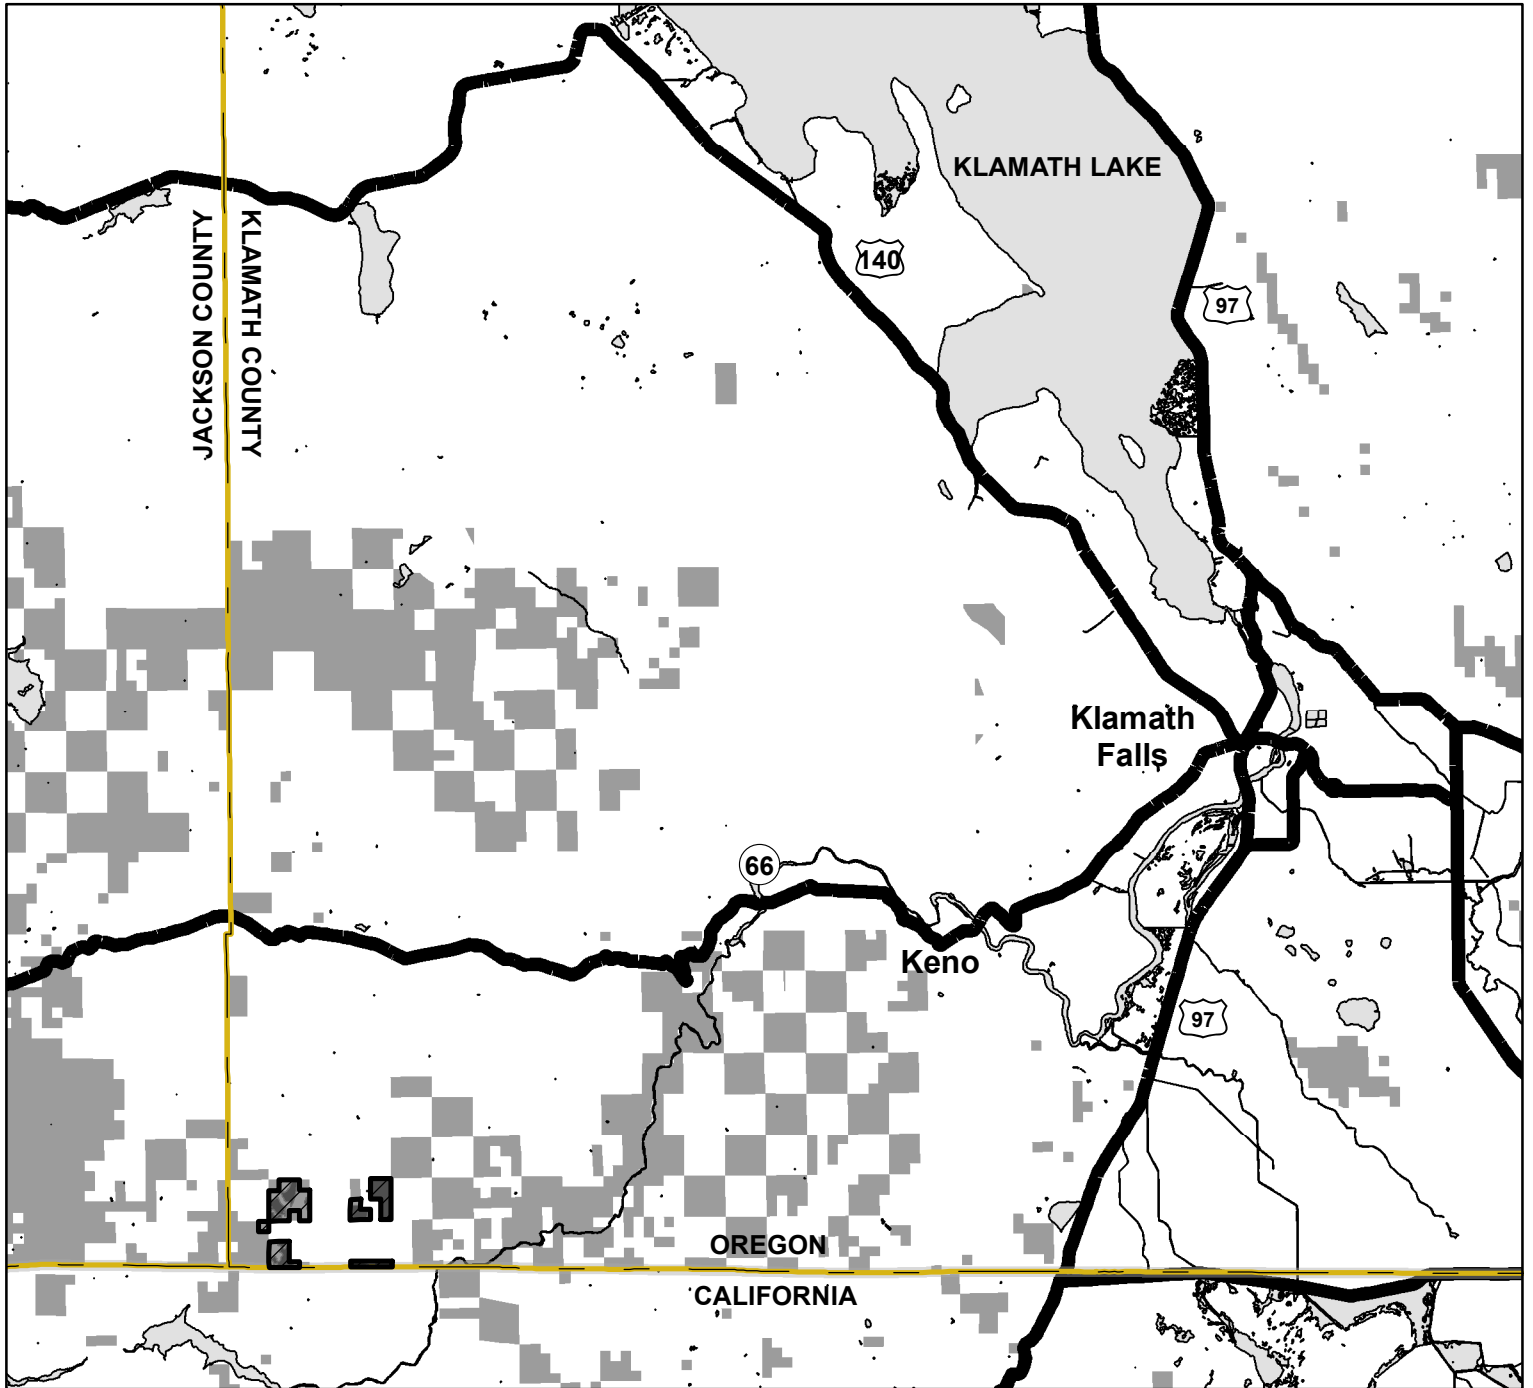 KLAMATH LAKE
JACKSON COUNTY
KLAMATH COUNTY
140
97
Klamath
Falls
66
Keno
97
OREGON
CALIFORNIA